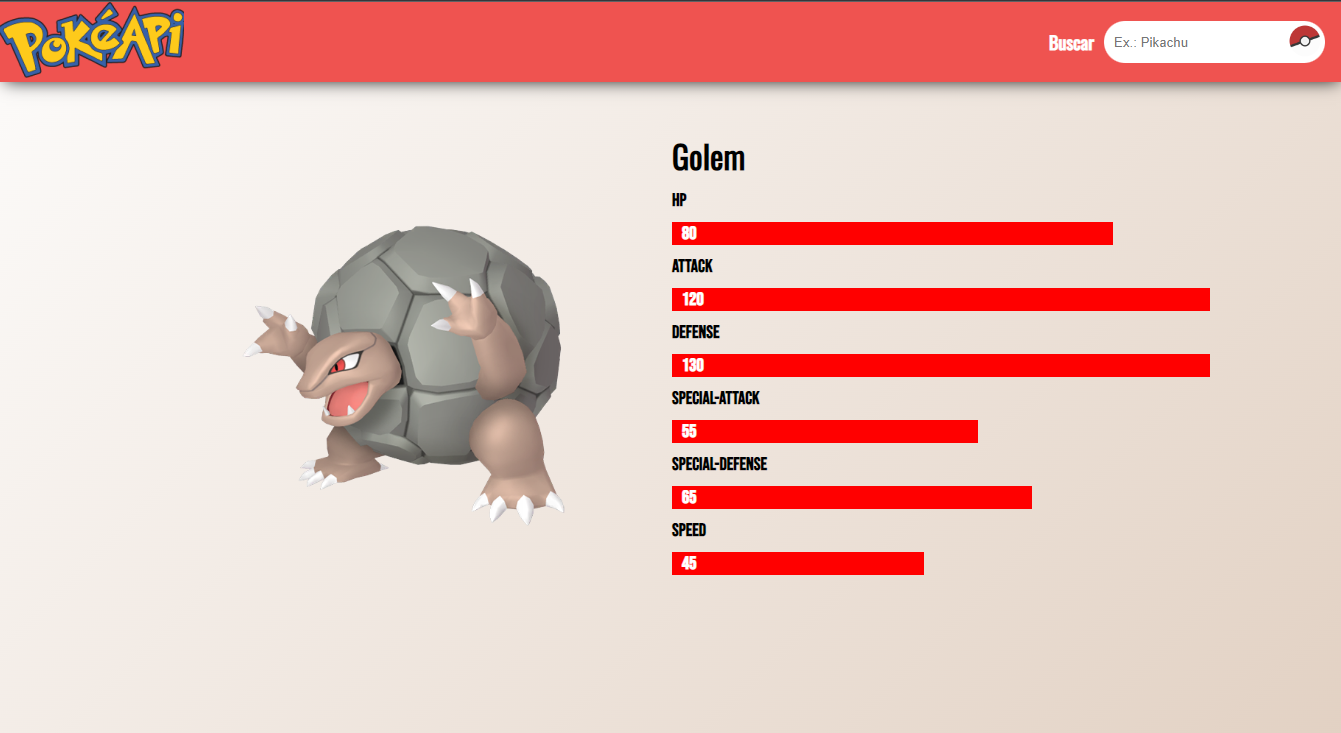 PokéApi
Buscar
Ex.: Pikachu
Golem
HP
80
ATTACK
120
DEFENSE
130
SPECIAL-ATTACK
55
SPECIAL-DEFENSE
65
SPEED
45